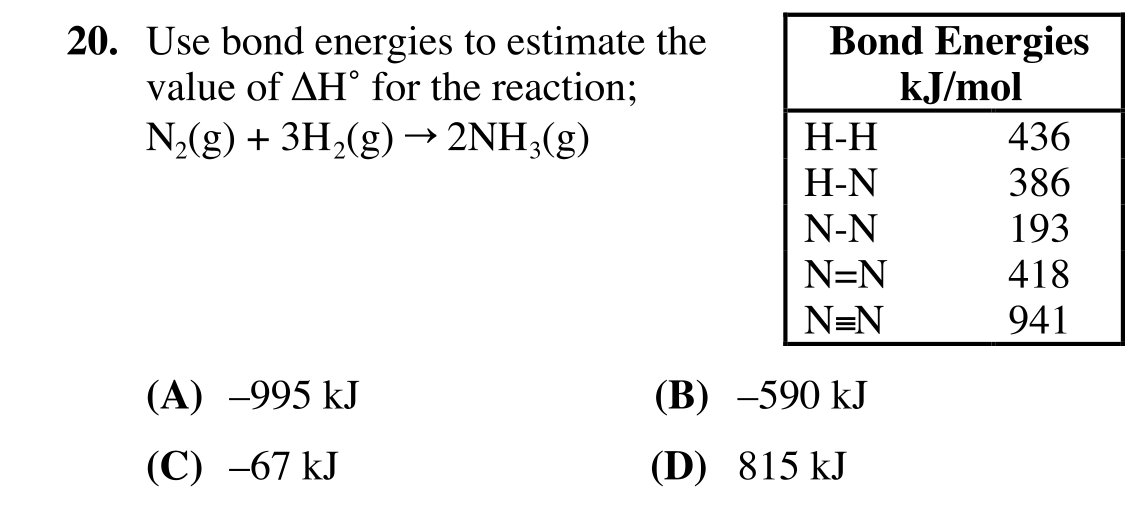 20. Use bond energies to estimate the
value of ΔH° for the reaction;
N₂(g) + 3H₂(g) → 2NH₃(g)
Bond Energies
kJ/mol
H-H 436
H-N 386
N-N 193
N=N 418
N≡N 941
(A) –995 kJ (B) –590 kJ
(C) –67 kJ (D) 815 kJ